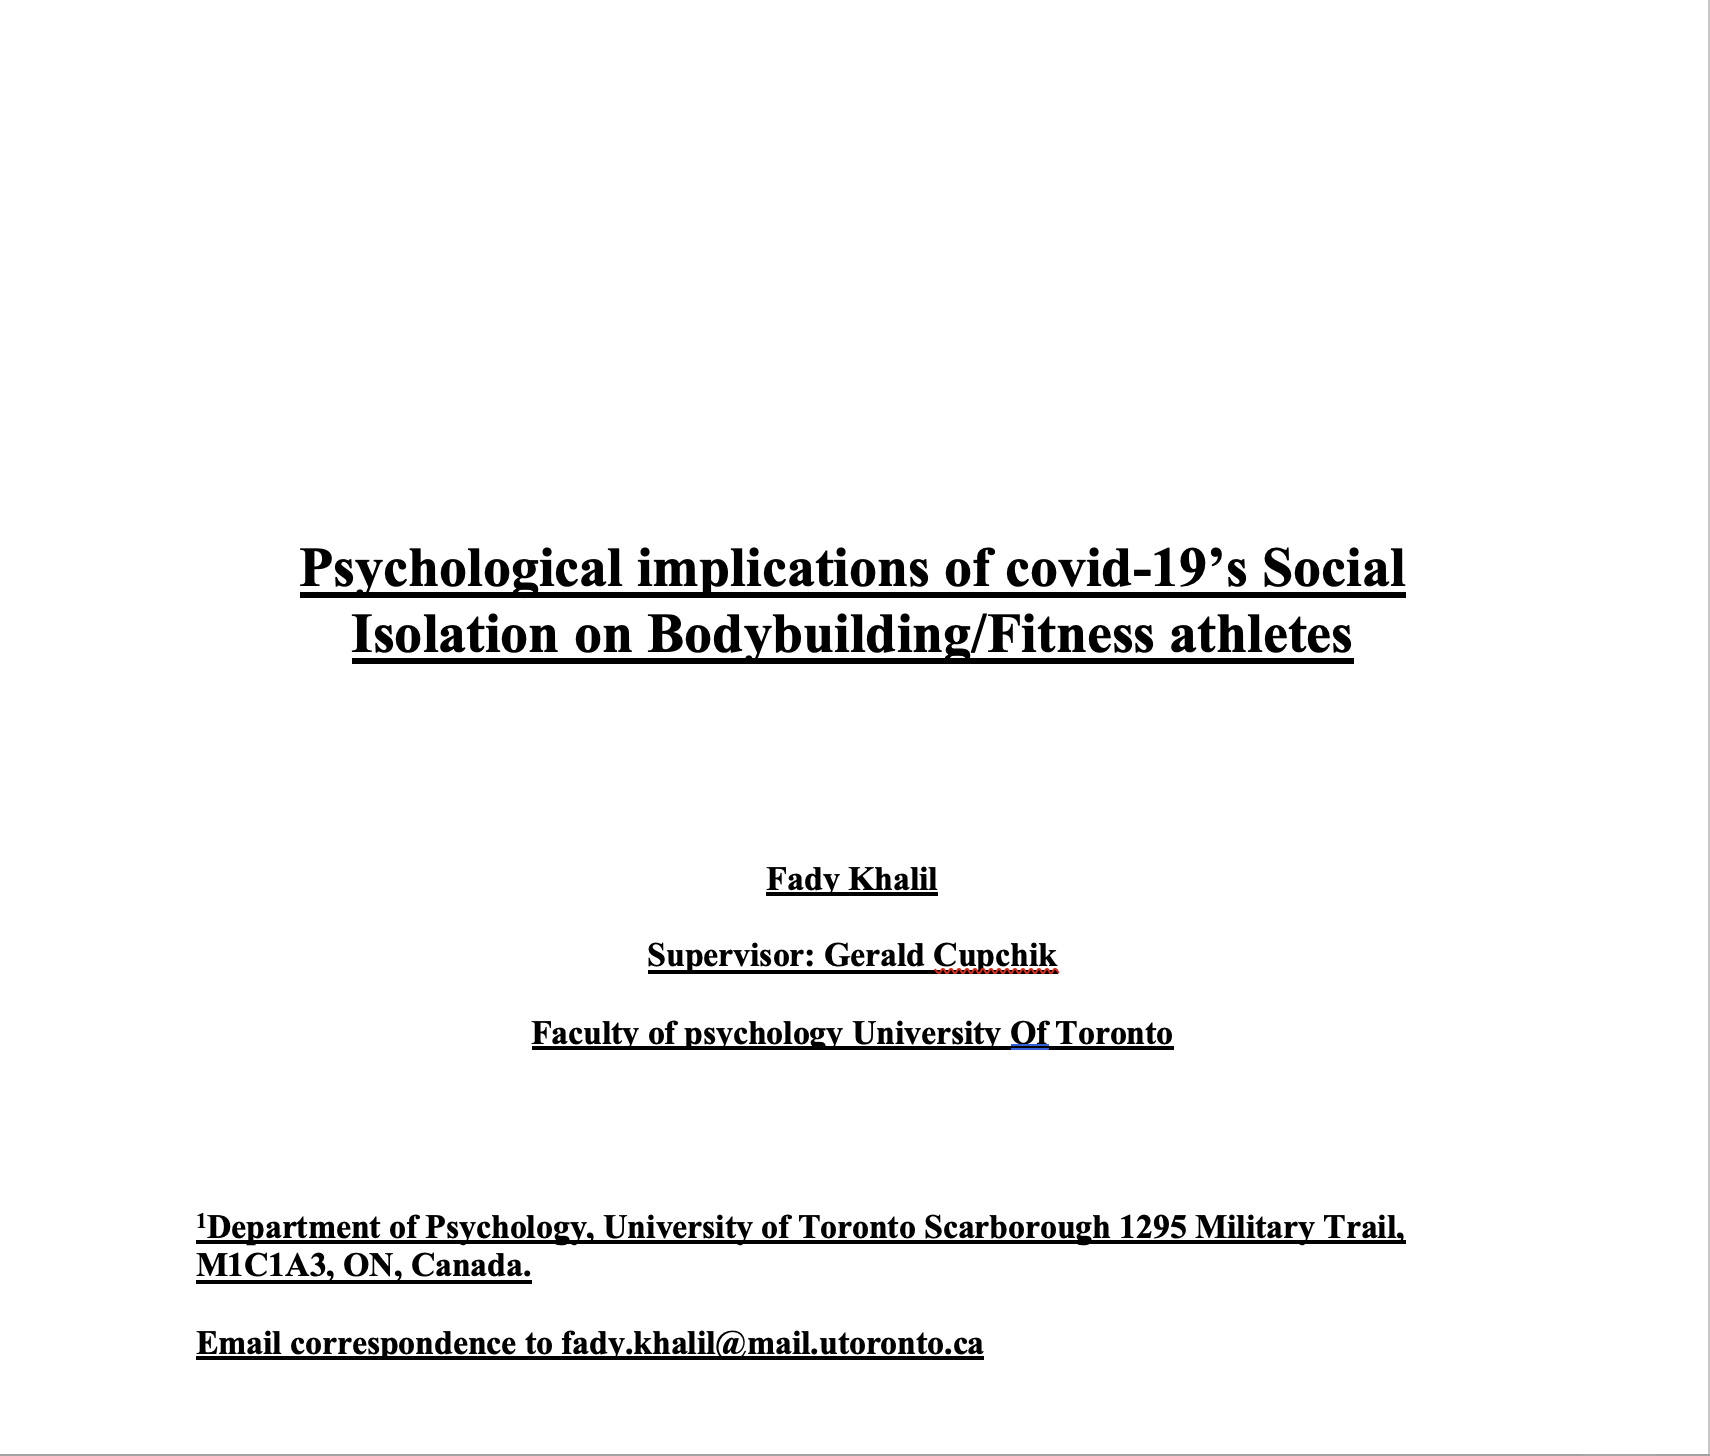 Psychological implications of covid-19’s Social
Isolation on Bodybuilding/Fitness athletes
Fady Khalil
Supervisor: Gerald Cupchik
Faculty of psychology University Of Toronto
¹Department of Psychology, University of Toronto Scarborough 1295 Military Trail,
M1C1A3, ON, Canada.
Email correspondence to fady.khalil@mail.utoronto.ca